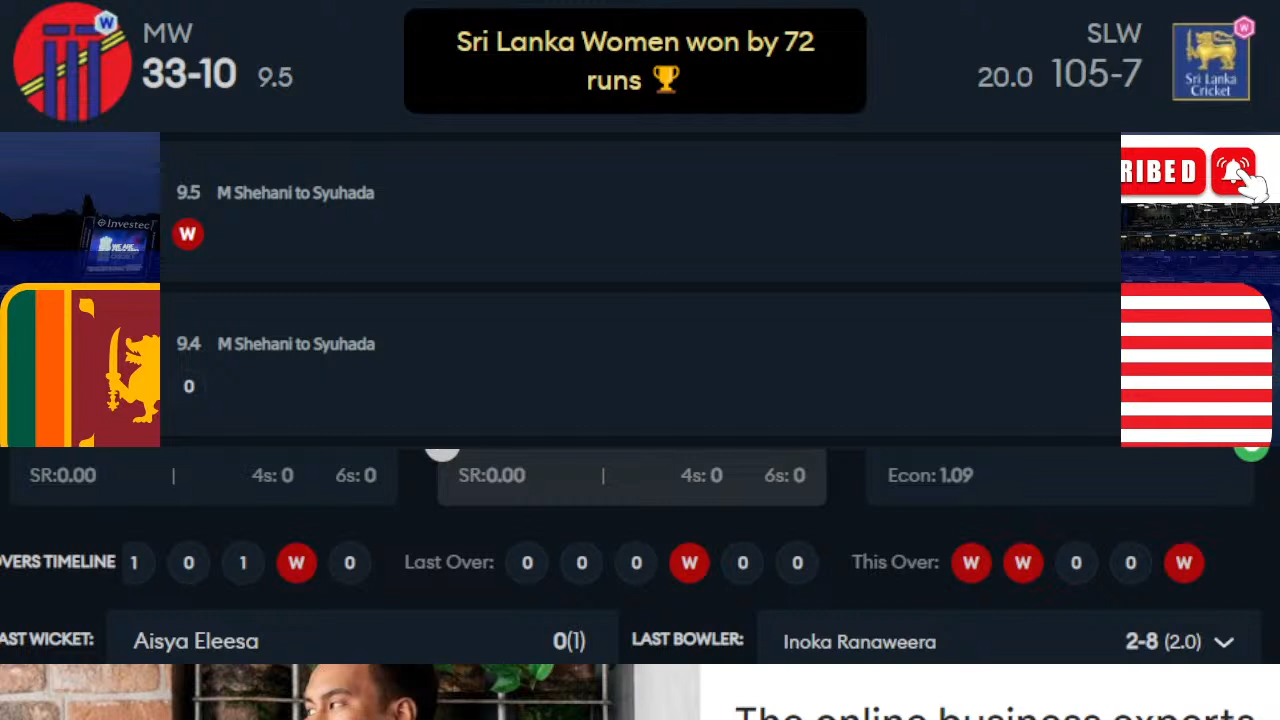 MW
33-10 9.5
Sri Lanka Women won by 72
runs 🏆
SLW
20.0 105-7
W
W
Sri Lanka
Cricket
9.5 M Shehani to Syuhada
W
RIBED
Investec
WE ARE
9.4 M Shehani to Syuhada
0
SR:0.00 | 4s: 0 6s: 0
SR:0.00 | 4s: 0 6s: 0
Econ: 1.09
OVERS TIMELINE 1 0 1 W 0 Last Over: 0 0 0 W 0 0 This Over: W W 0 0 W
AST WICKET: Aisya Eleesa 0(1) LAST BOWLER: Inoka Ranaweera 2-8 (2.0)
The online business experts